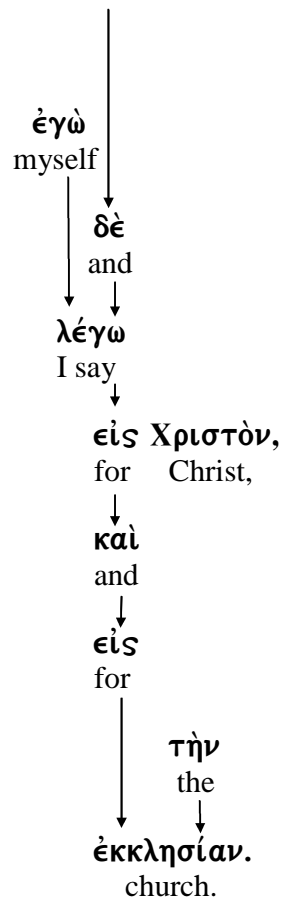 ἐγὼ
myself
δὲ
and
λέγω
I say
εἰς Χριστὸν,
for Christ,
καὶ
and
εἰς
for
τὴν
the
ἐκκλησίαν.
church.